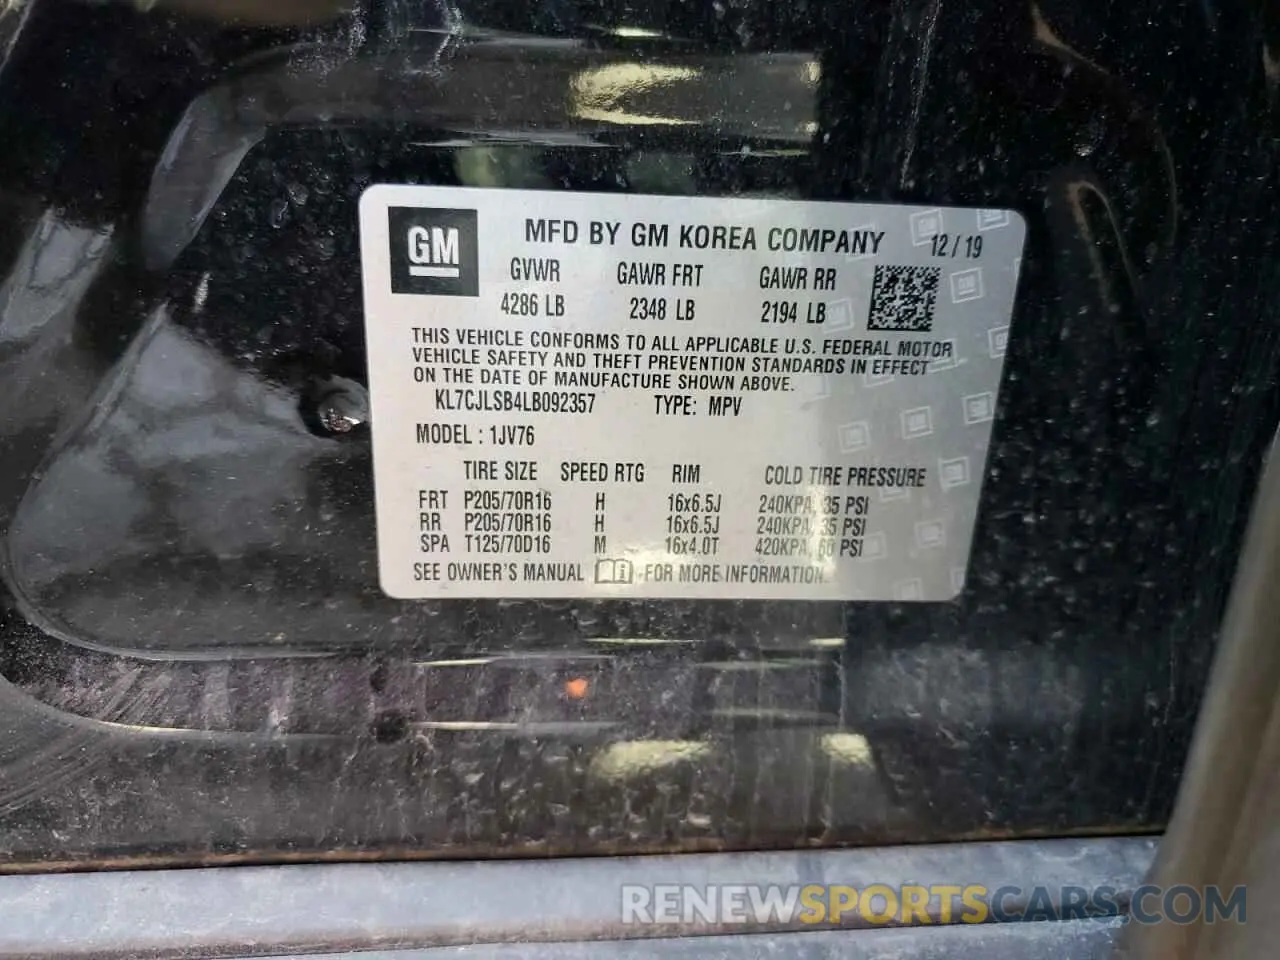 GM
MFD BY GM KOREA COMPANY 12/19
GVWR GAWR FRT GAWR RR
4286 LB 2348 LB 2194 LB
THIS VEHICLE CONFORMS TO ALL APPLICABLE U.S. FEDERAL MOTOR
VEHICLE SAFETY AND THEFT PREVENTION STANDARDS IN EFFECT
ON THE DATE OF MANUFACTURE SHOWN ABOVE.
KL7CJLSB4LB092357 TYPE: MPV
MODEL : 1JV76
TIRE SIZE SPEED RTG RIM COLD TIRE PRESSURE
FRT P205/70R16 H 16x6.5J 240KPA, 35 PSI
RR P205/70R16 H 16x6.5J 240KPA, 35 PSI
SPA T125/70D16 M 16x4.0T 420KPA, 60 PSI
SEE OWNER'S MANUAL FOR MORE INFORMATION.
RENEWSPORTSCARS.COM